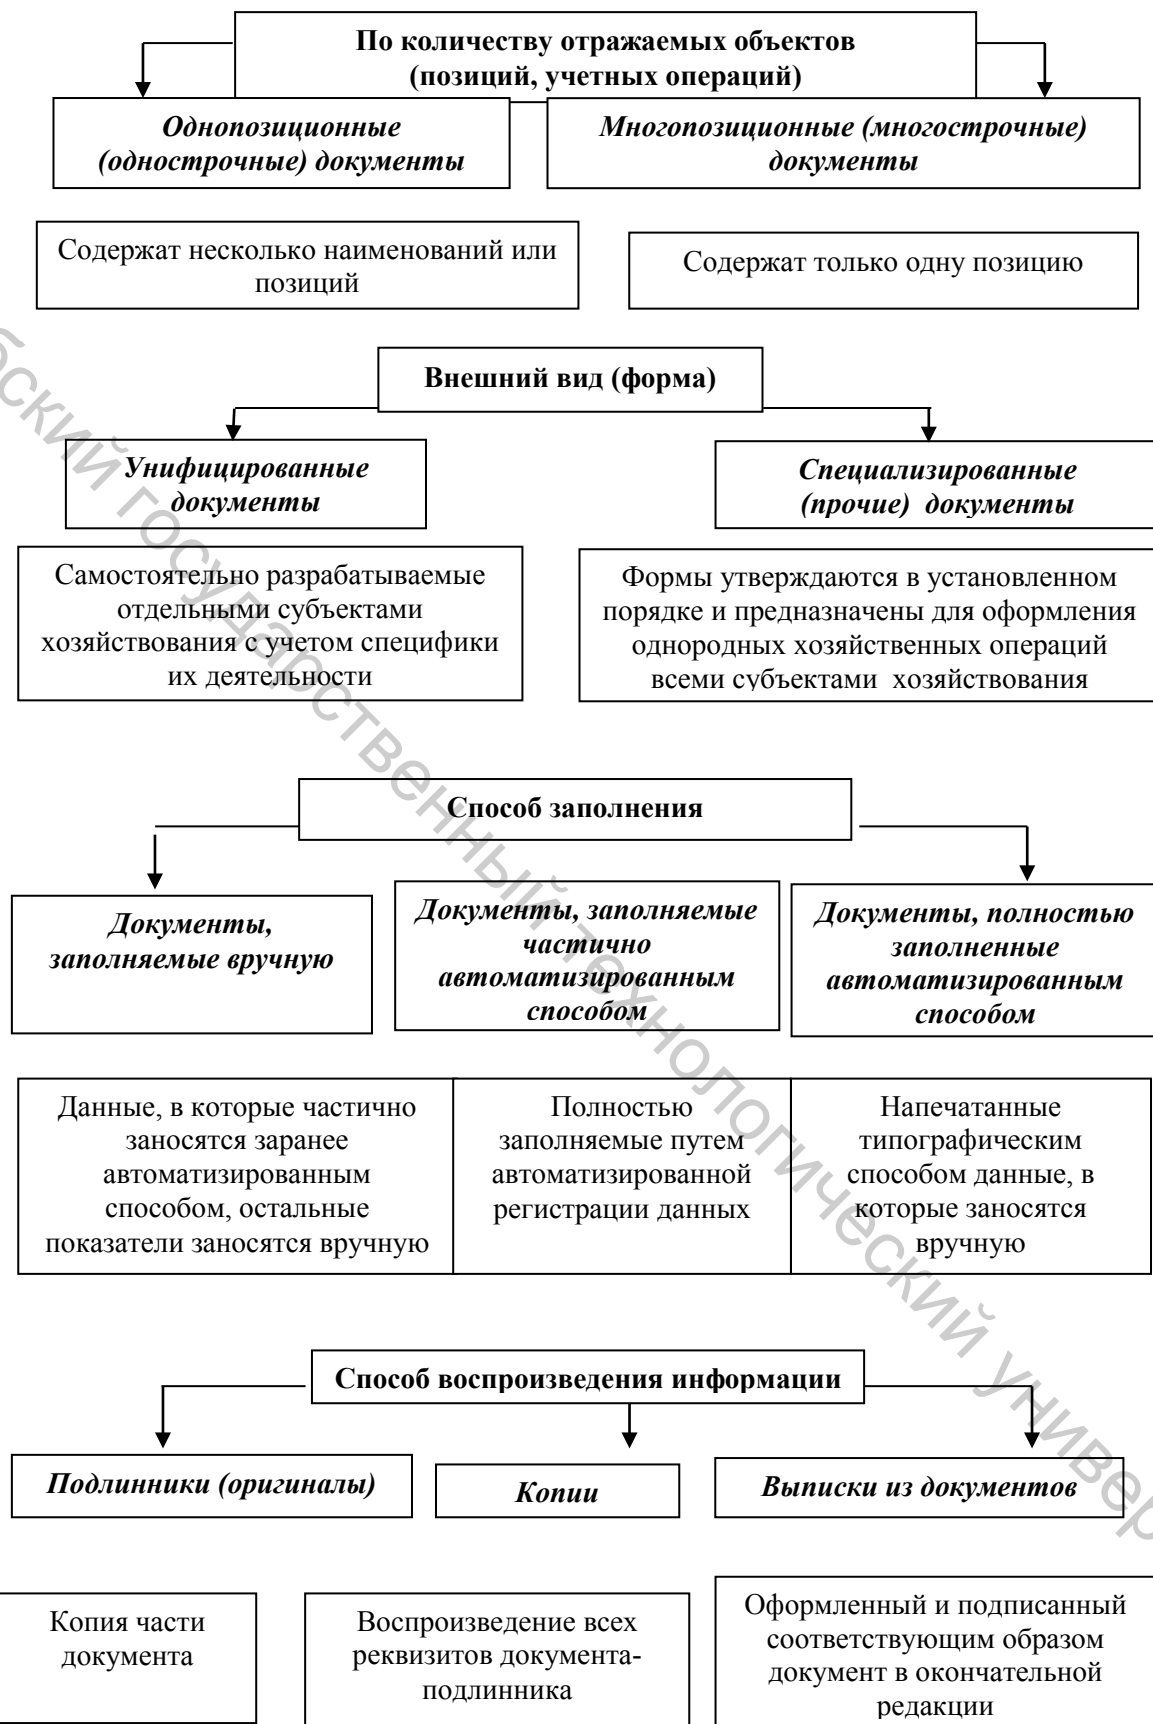 По количеству отражаемых объектов
(позиций, учетных операций)
Однопозиционные
(однострочные) документы
Многопозиционные (многострочные)
документы
Содержат несколько наименований или
позиций
Содержат только одну позицию
Внешний вид (форма)
Унифицированные
документы
Специализированные
(прочие) документы
Самостоятельно разрабатываемые
отдельными субъектами
хозяйствования с учетом специфики
их деятельности
Формы утверждаются в установленном
порядке и предназначены для оформления
однородных хозяйственных операций
всеми субъектами хозяйствования
Способ заполнения
Документы,
заполняемые вручную
Документы, заполняемые
частично
автоматизированным
способом
Документы, полностью
заполненные
автоматизированным
способом
Данные, в которые частично
заносятся заранее
автоматизированным
способом, остальные
показатели заносятся вручную
Полностью
заполняемые путем
автоматизированной
регистрации данных
Напечатанные
типографическим
способом данные, в
которые заносятся
вручную
Способ воспроизведения информации
Подлинники (оригиналы)
Копии
Выписки из документов
Копия части
документа
Воспроизведение всех
реквизитов документа-
подлинника
Оформленный и подписанный
соответствующим образом
документ в окончательной
редакции
бский государственный технологический универ